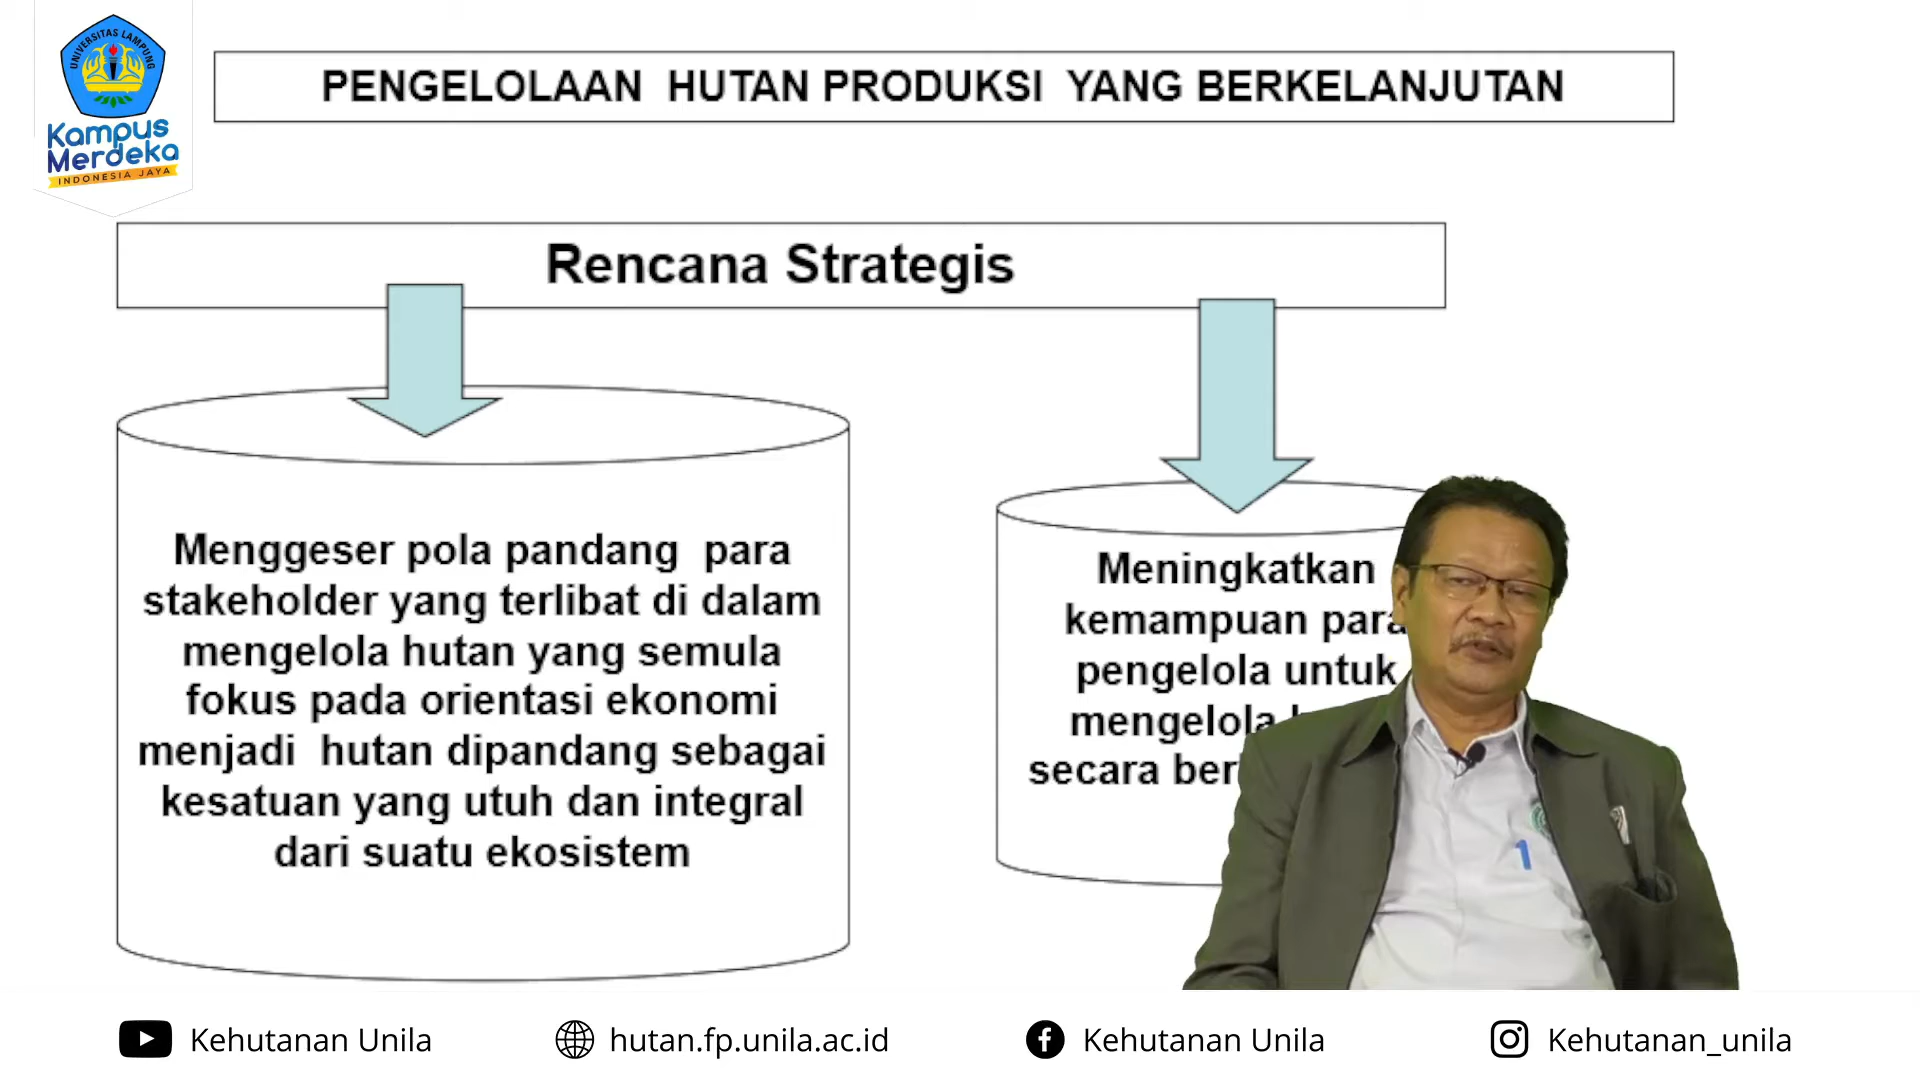 UNIVERSITAS LAMPUNG
Kampus
Merdeka
INDONESIA JAYA
PENGELOLAAN HUTAN PRODUKSI YANG BERKELANJUTAN
Rencana Strategis
Menggeser pola pandang para
stakeholder yang terlibat di dalam
mengelola hutan yang semula
fokus pada orientasi ekonomi
menjadi hutan dipandang sebagai
kesatuan yang utuh dan integral
dari suatu ekosistem
Meningkatkan
kemampuan para
pengelola untuk
mengelola
secara
Kehutanan Unila
hutan.fp.unila.ac.id
Kehutanan Unila
Kehutanan_unila